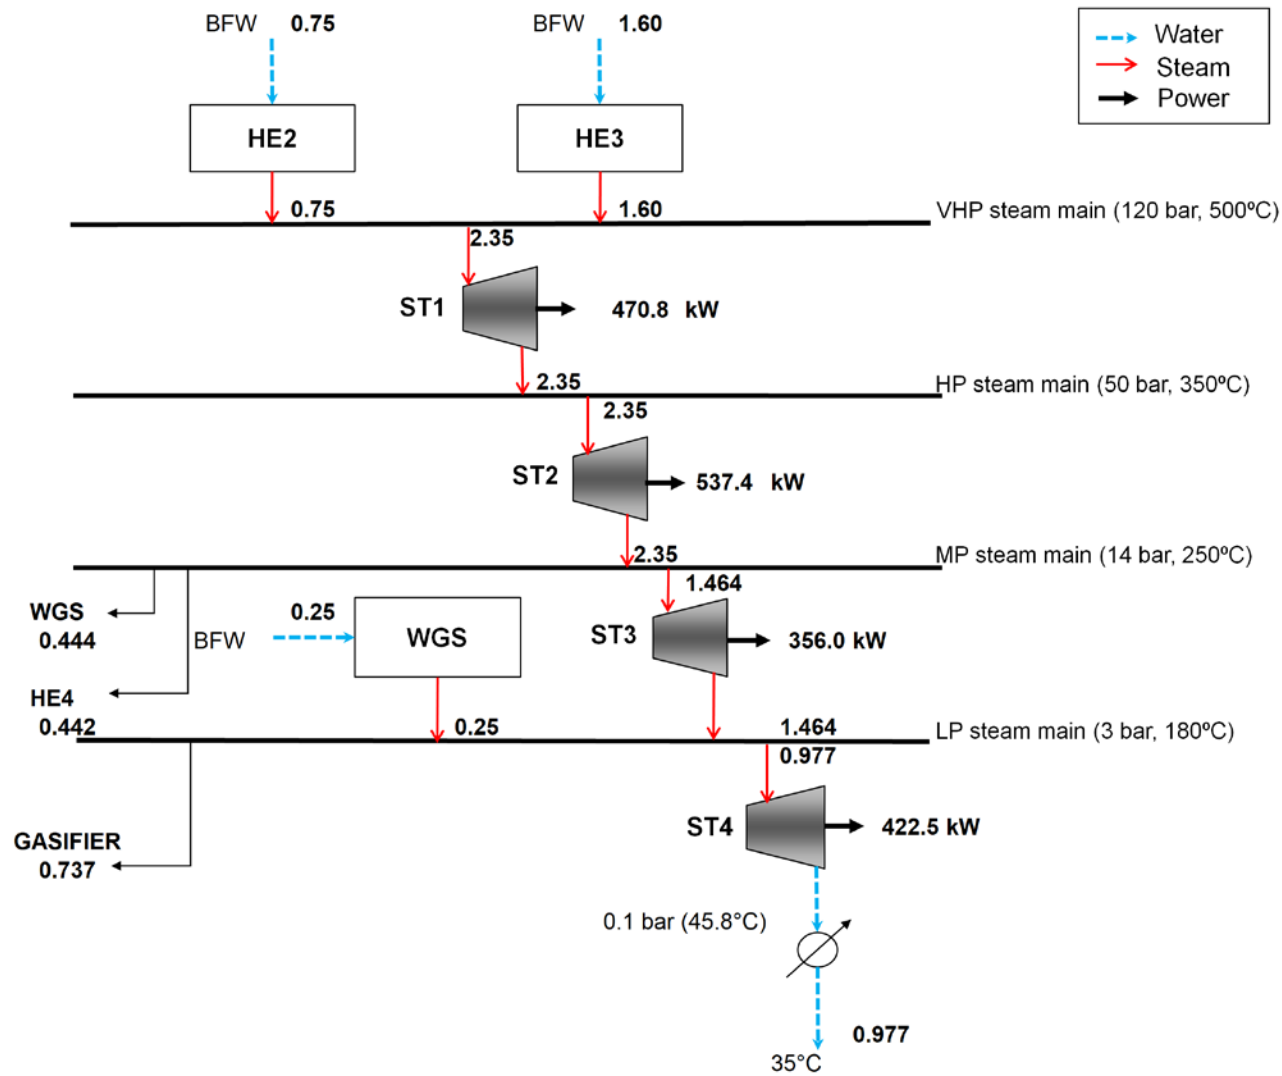 BFW 0.75
BFW 1.60
Water
Steam
Power
HE2
HE3
0.75
1.60
VHP steam main (120 bar, 500ºC)
2.35
ST1
470.8 kW
2.35
HP steam main (50 bar, 350ºC)
2.35
ST2
537.4 kW
2.35
MP steam main (14 bar, 250ºC)
1.464
WGS
0.444
BFW
0.25
WGS
ST3
356.0 kW
HE4
0.442
0.25
1.464
LP steam main (3 bar, 180ºC)
0.977
ST4
422.5 kW
GASIFIER
0.737
0.1 bar (45.8°C)
0.977
35°C